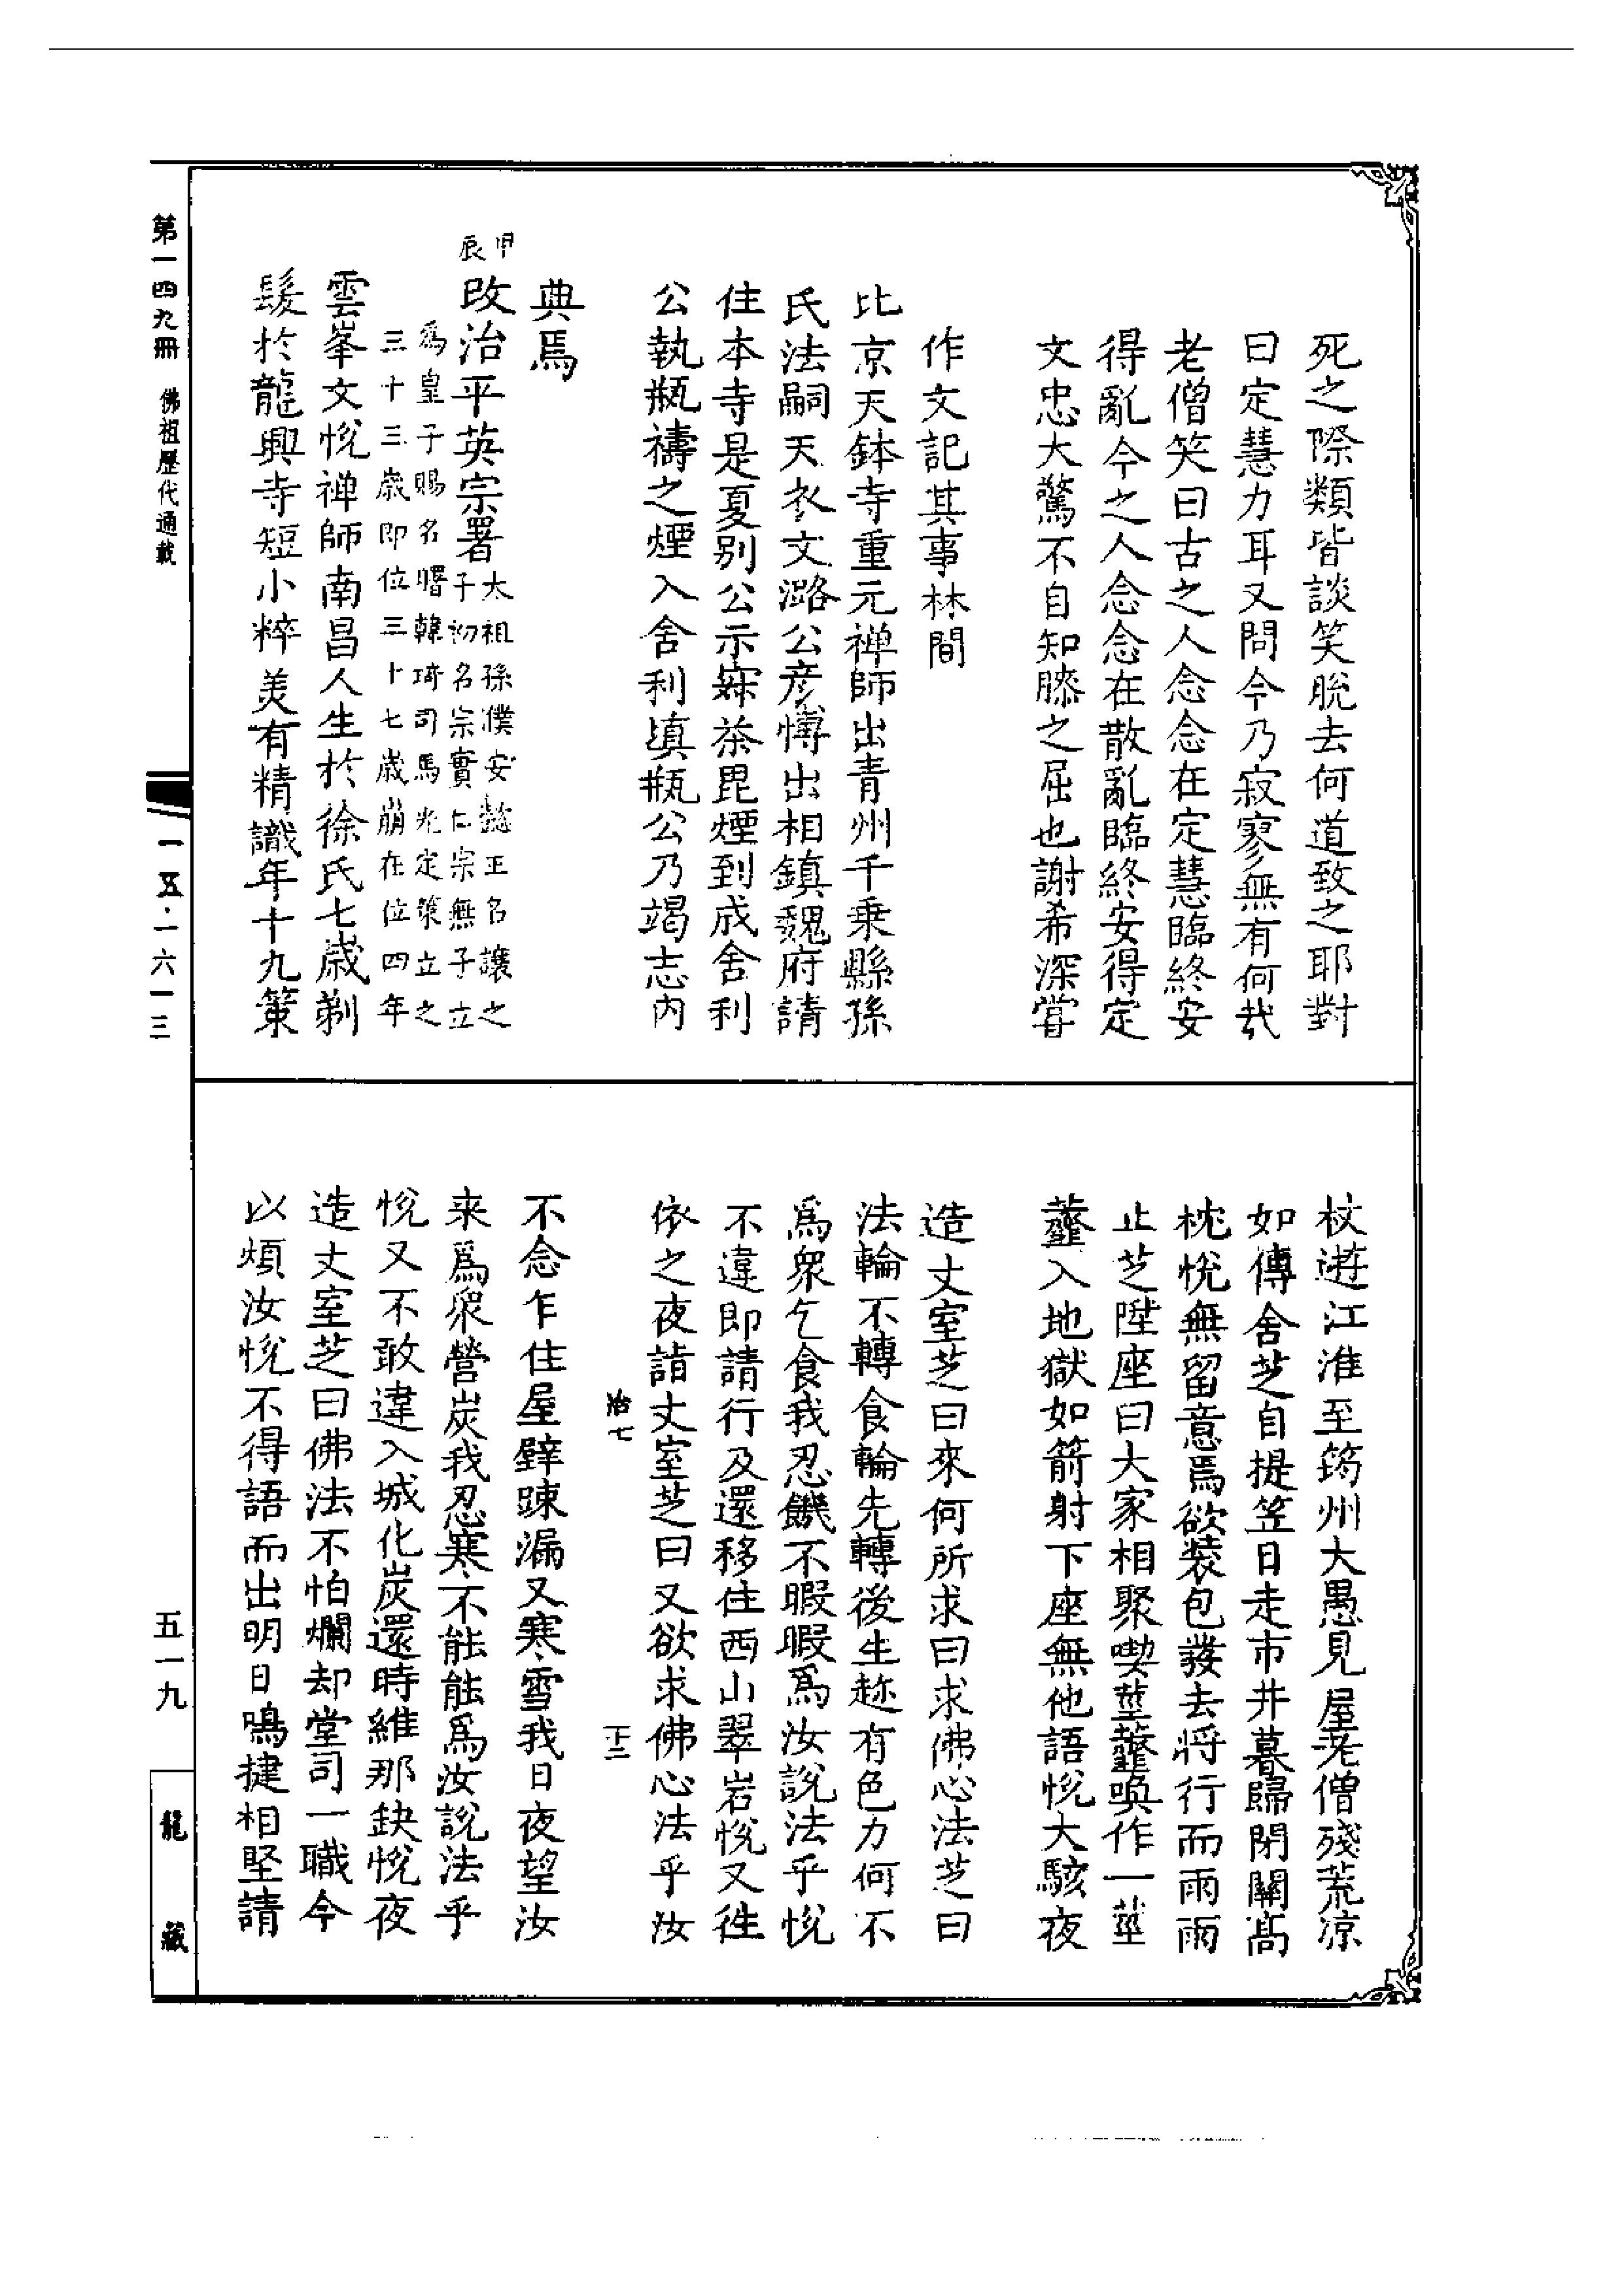 死之際類皆談笑脫去何道致之耶對
曰定慧力耳又問今乃寂寥無有何哉
老僧笑曰古之人念念在定慧臨終安
得亂今之人念念在散亂臨終安得定
文忠大驚不自知膝之屈也謝希深甞
作文記其事林間
比京天鉢寺重元禅師出青州千乗縣孫
氏法嗣天衣文潞公彦愽出相鎮魏府請
住本寺是夏别公示寂茶毘煙到成舍利
公執瓶禱之煙入舍利填瓶公乃竭志内
典焉
甲辰
改治平英宗署太祖孫濮安懿王名讓之
子初名宗實仁宗無子立
爲皇子賜名曙韓琦司馬光定策立之
三十三歲即位三十七歲崩在位四年
雲峯文悅禅師南昌人生於徐氏七歲剃
髮於龍興寺短小粹美有精識年十九策
杖遊江淮至筠州大愚見屋老僧殘荒凉
如傳舍芝自提笠日走市井暮歸閉關髙
枕悅無留意焉欲装包發去将行而雨雨
止芝陞座曰大家相聚喫莖虀喚作一莖
虀入地獄如箭射下座無他語悅大駭夜
造丈室芝曰來何所求曰求佛心法芝曰
法輪不轉食輪先轉後生趂有色力何不
爲衆乞食我忍饑不暇暇爲汝說法乎悅
不違即請行及還移住西山翠岩悅又徃
依之夜詣丈室芝曰又欲求佛心法乎汝
治七
十三
不念乍住屋壁踈漏又寒雪我日夜望汝
来爲衆營炭我忍寒不能能爲汝說法乎
悅又不敢違入城化炭還時維那缺悅夜
造丈室芝曰佛法不怕爛却堂司一職今
以煩汝悅不得語而出明日鳴揵相堅請
第一四九冊 佛祖歷代通載
一五·一六一三
五一九
龍藏